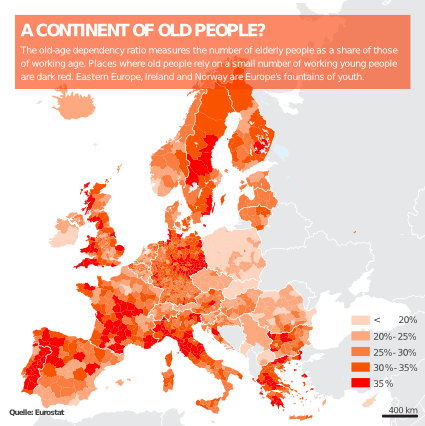 A CONTINENT OF OLD PEOPLE?
The old-age dependency ratio measures the number of elderly people as a share of those
of working age. Places where old people rely on a small number of working young people
are dark red. Eastern Europe, Ireland and Norway are Europe's fountains of youth.
< 20%
20%- 25%
25%- 30%
30%- 35%
35%
Quelle: Eurostat
400 km